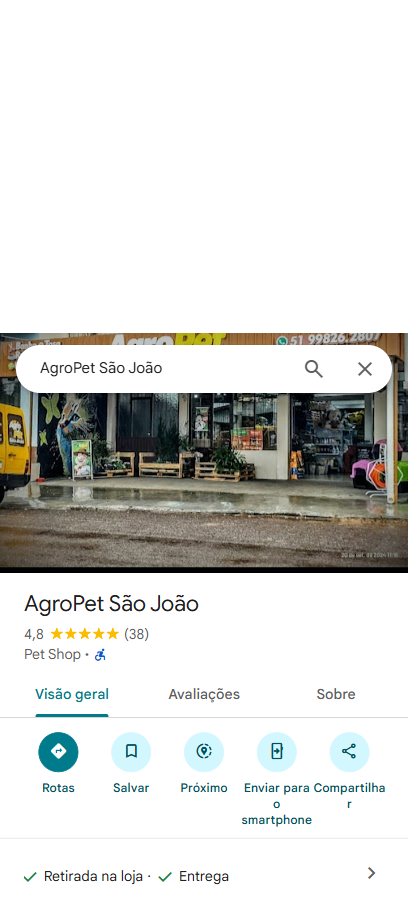 AgroPet
51 99826.2807
AgroPet São João
AgroPet São João
4,8 (38)
Pet Shop ·
Visão geral Avaliações Sobre
Rotas Salvar Próximo Enviar para o smartphone Compartilhar
Retirada na loja · Entrega